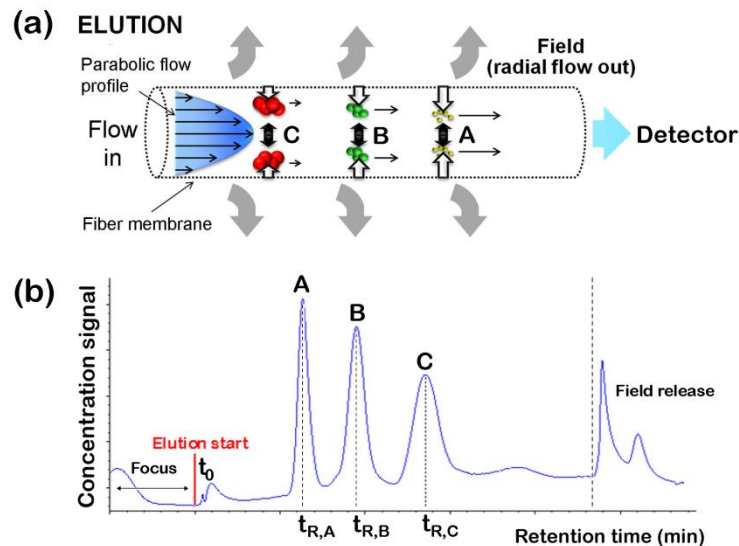 (a) ELUTION
Parabolic flow
profile
Field
(radial flow out)
Flow
in
C
B
A
Detector
Fiber membrane
(b)
Concentration signal
A
B
C
Field release
Elution start
Focus
t0
tR,A
tR,B
tR,C
Retention time (min)